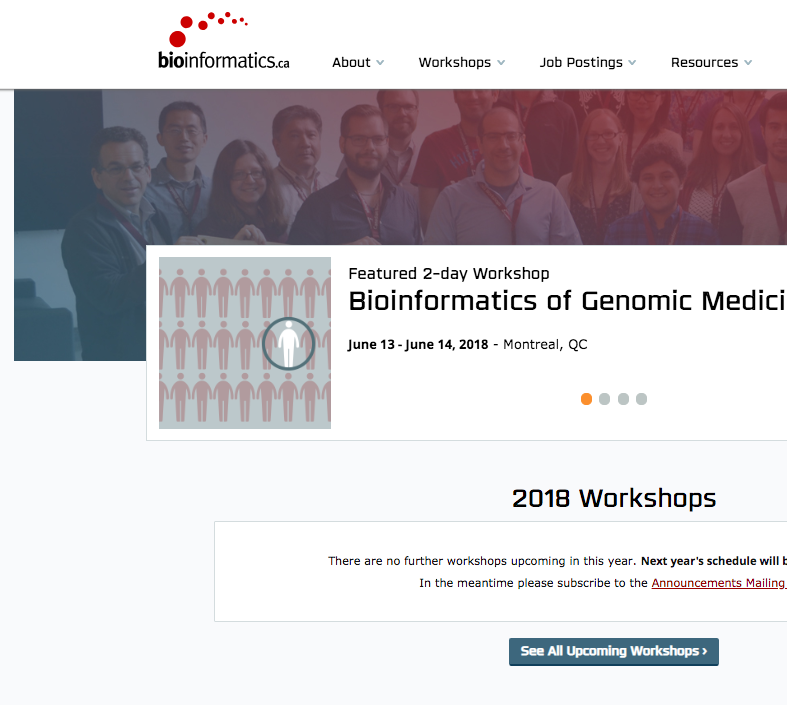 bioinformatics.ca
About
Workshops
Job Postings
Resources
Featured 2-day Workshop
Bioinformatics of Genomic Medici
June 13 - June 14, 2018 - Montreal, QC
2018 Workshops
There are no further workshops upcoming in this year. Next year's schedule will b
In the meantime please subscribe to the Announcements Mailing
See All Upcoming Workshops ›